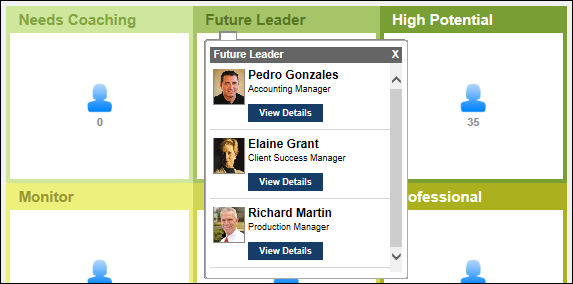 Needs Coaching
Future Leader
High Potential
Future Leader X
Pedro Gonzales
Accounting Manager
View Details
0
35
Elaine Grant
Client Success Manager
View Details
Monitor
ofessional
Richard Martin
Production Manager
View Details